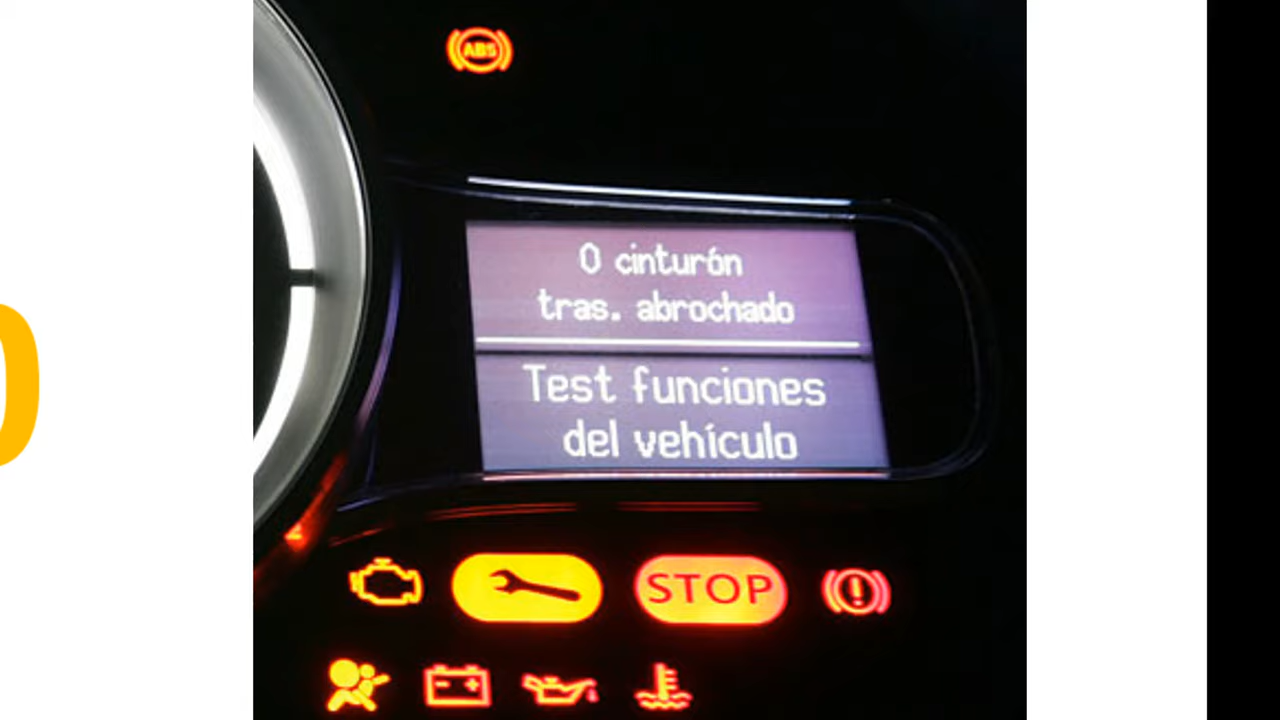 ABS
0 cinturón
tras. abrochado
Test funciones
del vehículo
STOP